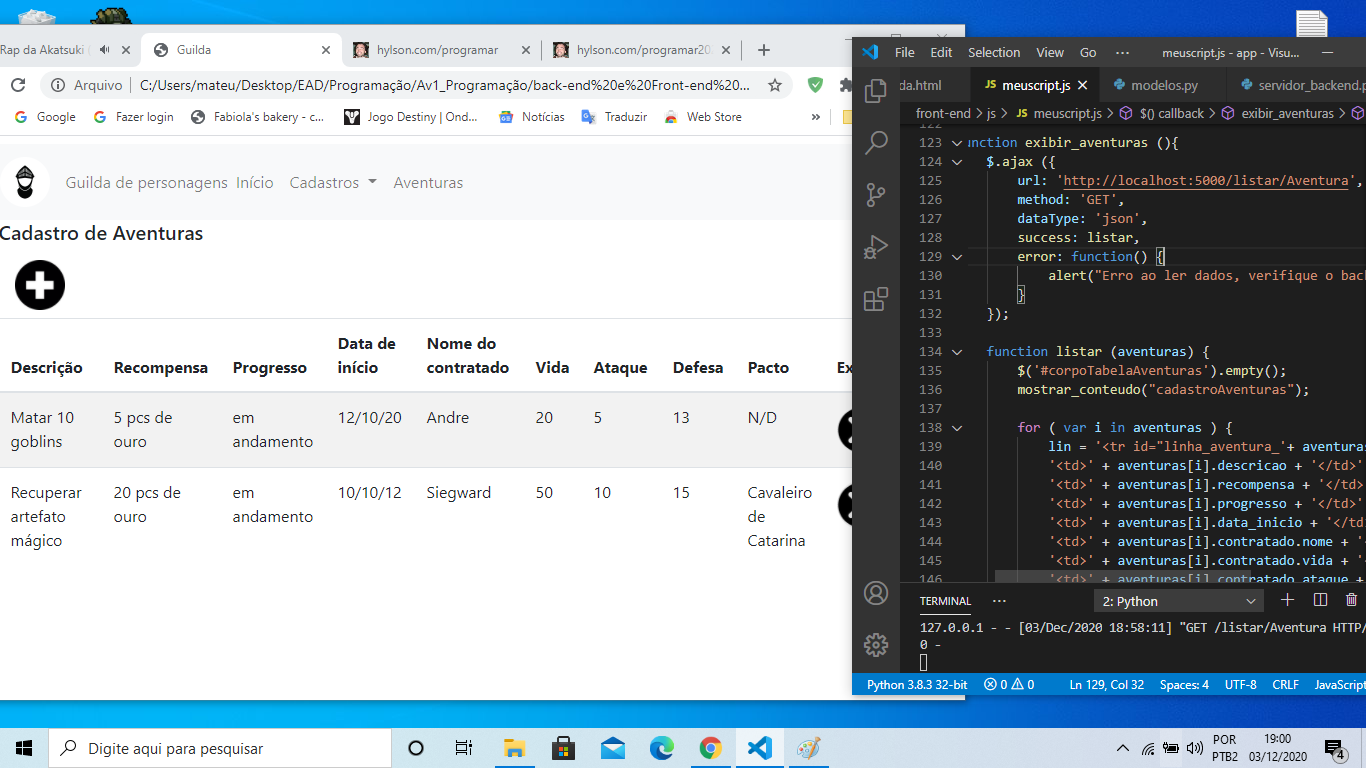 Rap da Akatsuki
Guilda
hylson.com/programar
hylson.com/programar20
Arquivo
C:/Users/mateu/Desktop/EAD/Programação/Av1_Programação/back-end%20e%20Front-end%20...
Google
Fazer login
Fabiola's bakery - c...
Jogo Destiny | Ond...
Notícias
Traduzir
Web Store
»
Guilda de personagens Início Cadastros Aventuras
Cadastro de Aventuras
Descrição Recompensa Progresso Data de início Nome do contratado Vida Ataque Defesa Pacto
Matar 10 goblins 5 pcs de ouro em andamento 12/10/20 Andre 20 5 13 N/D
Recuperar artefato mágico 20 pcs de ouro em andamento 10/10/12 Siegward 50 10 15 Cavaleiro de Catarina
File Edit Selection View Go ··· meuscript.js - app - Visu...
da.html JS meuscript.js modelos.py servidor_backend.p
front-end > js > JS meuscript.js > $() callback > exibir_aventuras >
122
123 unction exibir_aventuras (){
124 $.ajax ({
125 url: 'http://localhost:5000/listar/Aventura',
126 method: 'GET',
127 dataType: 'json',
128 success: listar,
129 error: function() {
130 alert("Erro ao ler dados, verifique o back
131 }
132 });
133
134 function listar (aventuras) {
135 $('#corpoTabelaAventuras').empty();
136 mostrar_conteudo("cadastroAventuras");
137
138 for ( var i in aventuras ) {
139 lin = '<tr id="linha_aventura_'+ aventuras
140 '<td>' + aventuras[i].descricao + '</td>'
141 '<td>' + aventuras[i].recompensa + '</td>
142 '<td>' + aventuras[i].progresso + '</td>'
143 '<td>' + aventuras[i].data_inicio + '</td
144 '<td>' + aventuras[i].contratado.nome + '<
145 '<td>' + aventuras[i].contratado.vida + '<
146 '<td>' + aventuras[i].contratado.ataque +
TERMINAL ··· 2: Python
127.0.0.1 - - [03/Dec/2020 18:58:11] "GET /listar/Aventura HTTP/
0 -
Python 3.8.3 32-bit 0 0 Ln 129, Col 32 Spaces: 4 UTF-8 CRLF JavaScript
Digite aqui para pesquisar
POR
PTB2
19:00
03/12/2020
4